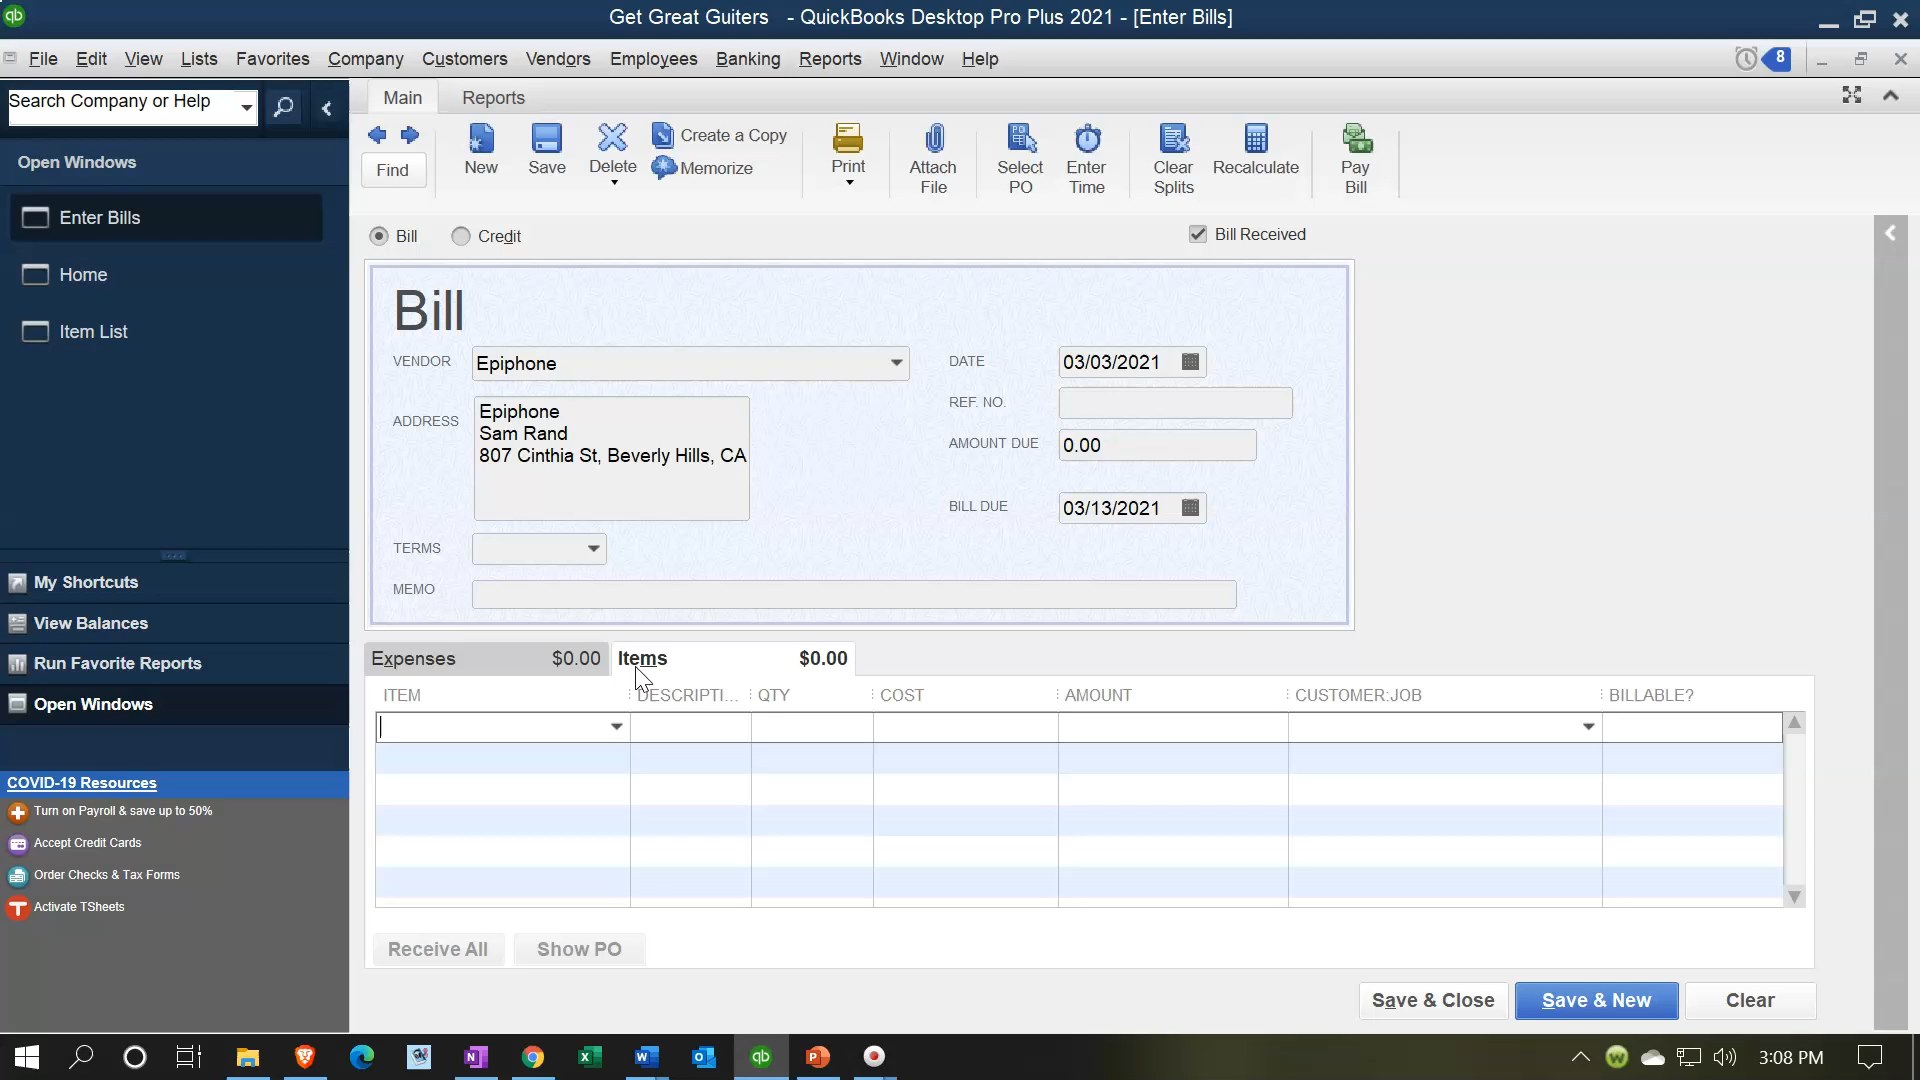 qb
Get Great Guiters - QuickBooks Desktop Pro Plus 2021 - [Enter Bills]
File Edit View Lists Favorites Company Customers Vendors Employees Banking Reports Window Help
8
Search Company or Help
Main Reports
Open Windows
Enter Bills
Home
Item List
My Shortcuts
View Balances
Run Favorite Reports
Open Windows
COVID-19 Resources
Turn on Payroll & save up to 50%
Accept Credit Cards
Order Checks & Tax Forms
Activate TSheets
Find
New
Save
Delete
Create a Copy
Memorize
Print
Attach
File
PO
Select
PO
Enter
Time
Clear
Splits
Recalculate
Pay
Bill
Bill Credit Bill Received
Bill
VENDOR Epiphone
DATE 03/03/2021
ADDRESS
Epiphone
Sam Rand
807 Cinthia St, Beverly Hills, CA
REF. NO.
AMOUNT DUE 0.00
BILL DUE 03/13/2021
TERMS
MEMO
Expenses $0.00 Items $0.00
ITEM DESCRIPTI... QTY COST AMOUNT CUSTOMER:JOB BILLABLE?
Receive All Show PO
Save & Close Save & New Clear
qb
3:08 PM